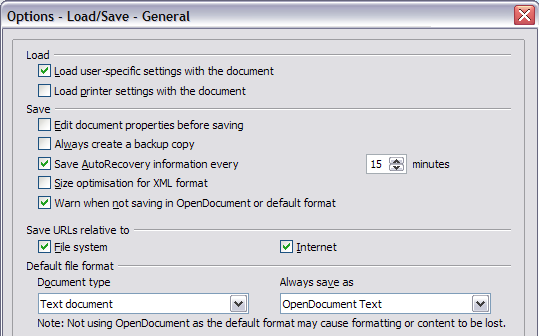 Options - Load/Save - General
Load
Load user-specific settings with the document
Load printer settings with the document
Save
Edit document properties before saving
Always create a backup copy
Save AutoRecovery information every 15 minutes
Size optimisation for XML format
Warn when not saving in OpenDocument or default format
Save URLs relative to
File system Internet
Default file format
Document type Always save as
Text document OpenDocument Text
Note: Not using OpenDocument as the default format may cause formatting or content to be lost.